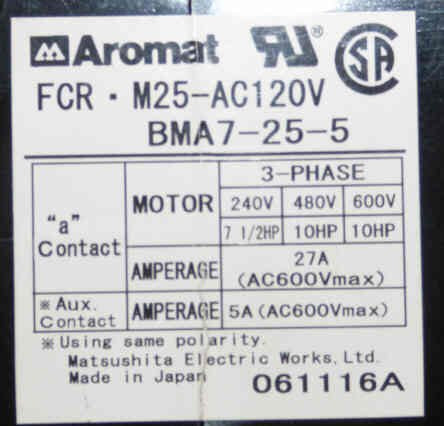 Aromat
FCR・M25-AC120V
BMA7-25-5
3-PHASE
MOTOR 240V 480V 600V
7 1/2HP 10HP 10HP
"a" Contact
AMPERAGE 27A (AC600Vmax)
※Aux. Contact AMPERAGE 5A (AC600Vmax)
※Using same polarity.
Matsushita Electric Works, Ltd.
Made in Japan 061116A